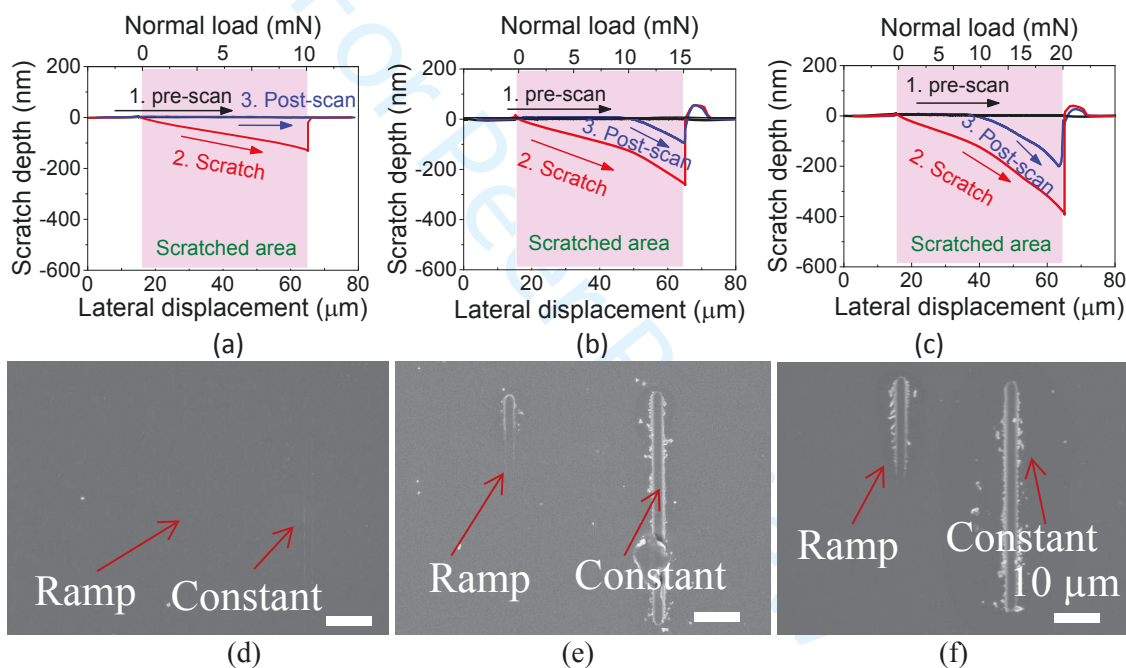 Normal load (mN)
0 5 10
200
0
-200
-400
-600
Scratch depth (nm)
1. pre-scan
3. Post-scan
2. Scratch
Scratched area
0 20 40 60 80
Lateral displacement (μm)
(a)
Normal load (mN)
0 5 10 15
200
0
-200
-400
-600
Scratch depth (nm)
1. pre-scan
3. Post-scan
2. Scratch
Scratched area
0 20 40 60 80
Lateral displacement (μm)
(b)
Normal load (mN)
0 5 10 15 20
200
0
-200
-400
-600
Scratch depth (nm)
1. pre-scan
3. Post-scan
2. Scratch
Scratched area
0 20 40 60 80
Lateral displacement (μm)
(c)
For Peer
Ramp
Constant
(d)
Ramp
Constant
(e)
Ramp
Constant
10 μm
(f)